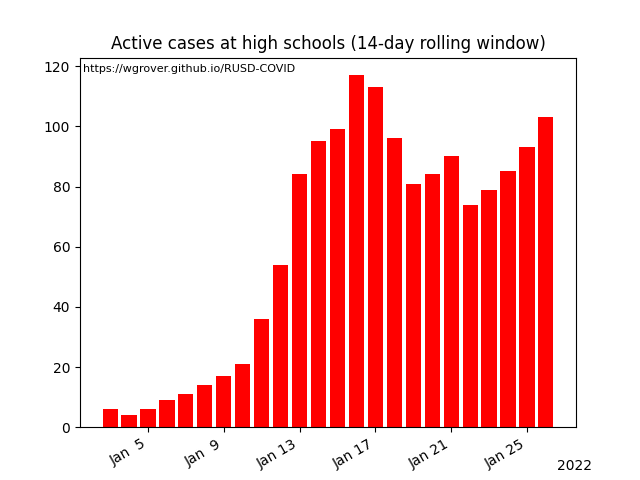 Active cases at high schools (14-day rolling window)
https://wgrover.github.io/RUSD-COVID
120
100
80
60
40
20
0
Jan  5
Jan  9
Jan 13
Jan 17
Jan 21
Jan 25
2022